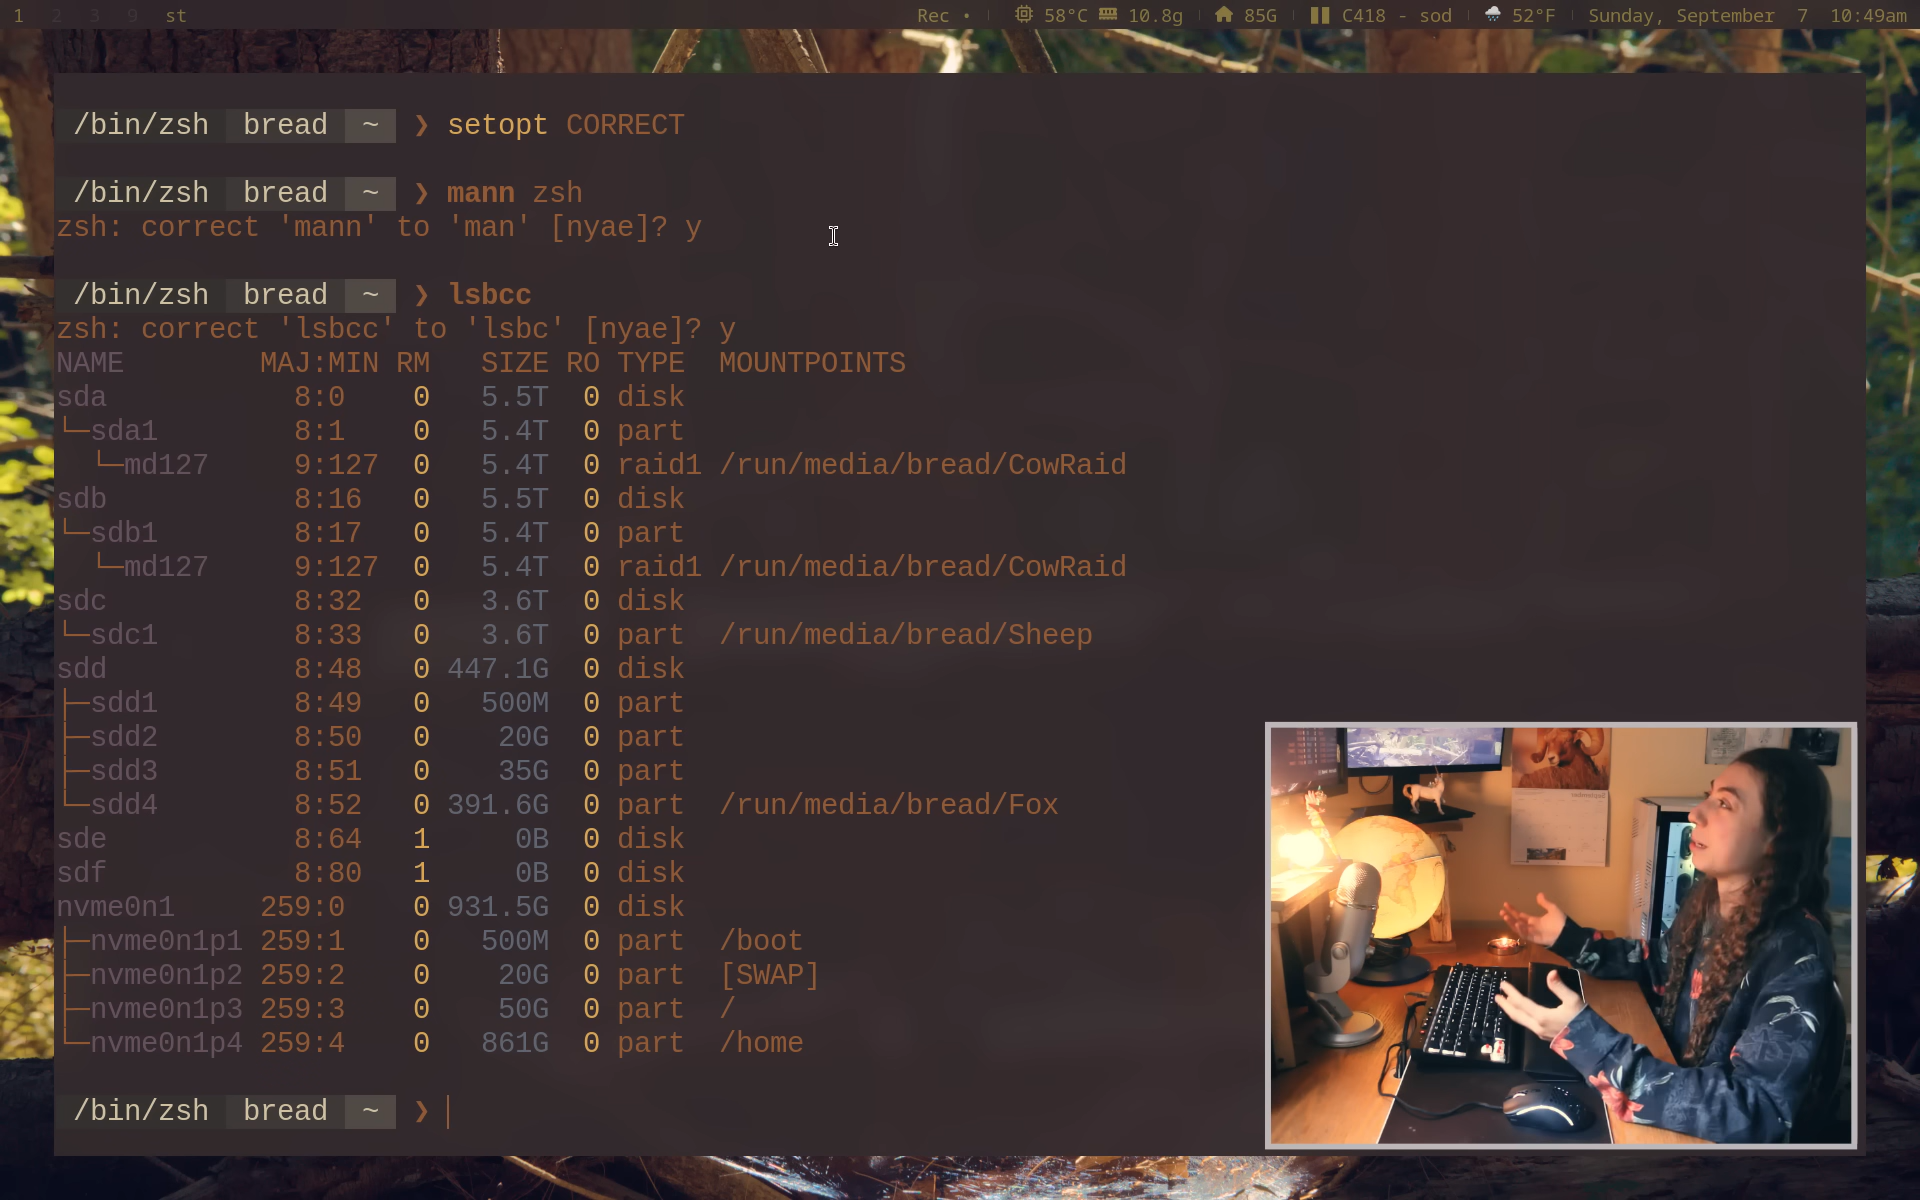 1 2 3 9 st Rec • 58°C 10.8g 85G C418 - sod 52°F Sunday, September 7 10:49am
/bin/zsh bread ~ ❯ setopt CORRECT
/bin/zsh bread ~ ❯ mann zsh
zsh: correct 'mann' to 'man' [nyae]? y
/bin/zsh bread ~ ❯ lsbcc
zsh: correct 'lsbcc' to 'lsbc' [nyae]? y
NAME MAJ:MIN RM SIZE RO TYPE MOUNTPOINTS
sda 8:0 0 5.5T 0 disk
└─sda1 8:1 0 5.4T 0 part
└─md127 9:127 0 5.4T 0 raid1 /run/media/bread/CowRaid
sdb 8:16 0 5.5T 0 disk
└─sdb1 8:17 0 5.4T 0 part
└─md127 9:127 0 5.4T 0 raid1 /run/media/bread/CowRaid
sdc 8:32 0 3.6T 0 disk
└─sdc1 8:33 0 3.6T 0 part /run/media/bread/Sheep
sdd 8:48 0 447.1G 0 disk
├─sdd1 8:49 0 500M 0 part
├─sdd2 8:50 0 20G 0 part
├─sdd3 8:51 0 35G 0 part
└─sdd4 8:52 0 391.6G 0 part /run/media/bread/Fox
sde 8:64 1 0B 0 disk
sdf 8:80 1 0B 0 disk
nvme0n1 259:0 0 931.5G 0 disk
├─nvme0n1p1 259:1 0 500M 0 part /boot
├─nvme0n1p2 259:2 0 20G 0 part [SWAP]
├─nvme0n1p3 259:3 0 50G 0 part /
└─nvme0n1p4 259:4 0 861G 0 part /home
/bin/zsh bread ~ ❯